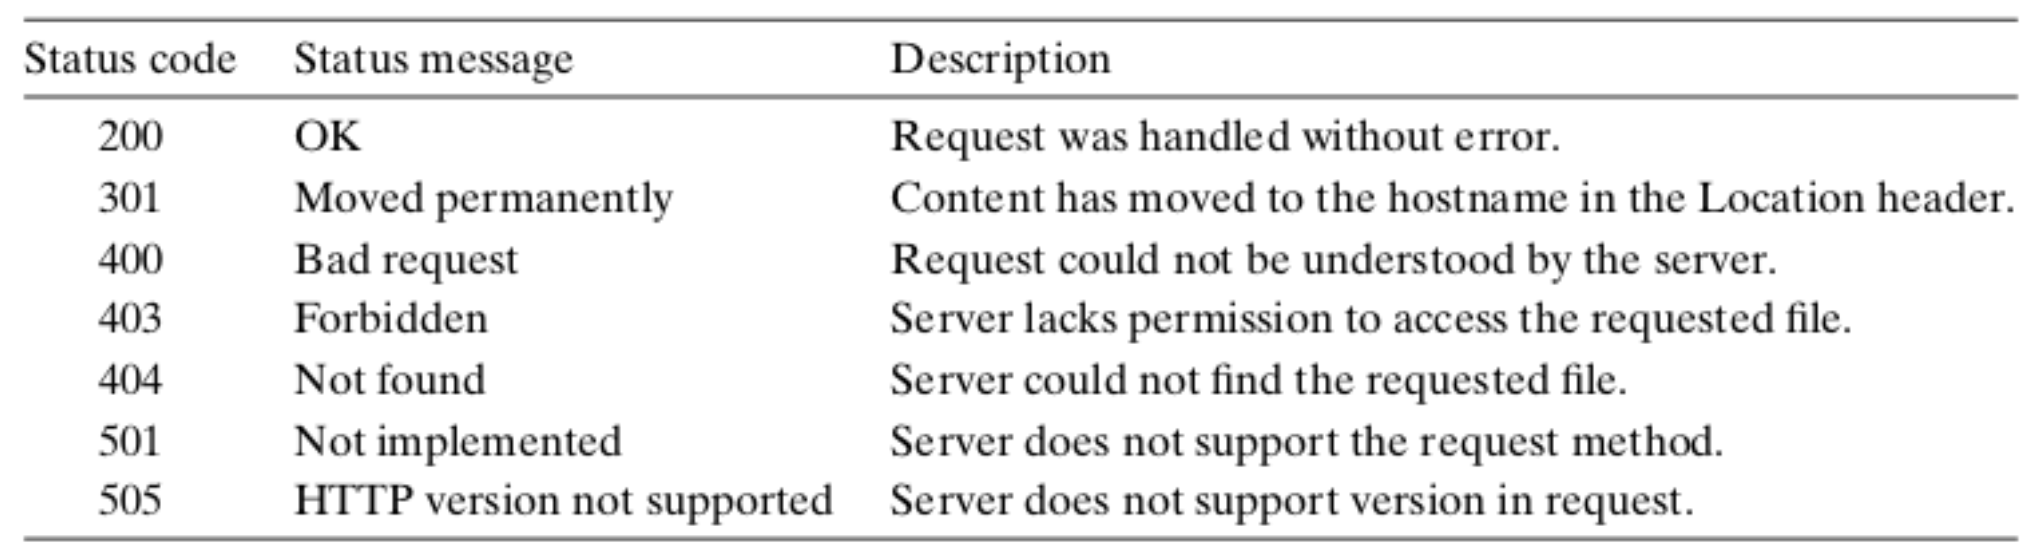 Status code Status message Description
200 OK Request was handled without error.
301 Moved permanently Content has moved to the hostname in the Location header.
400 Bad request Request could not be understood by the server.
403 Forbidden Server lacks permission to access the requested file.
404 Not found Server could not find the requested file.
501 Not implemented Server does not support the request method.
505 HTTP version not supported Server does not support version in request.